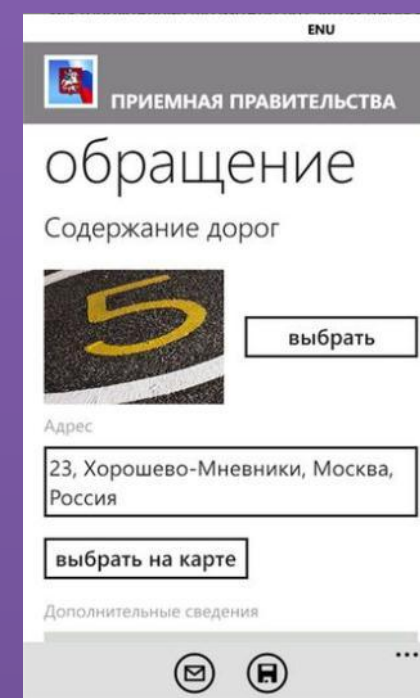 ENU
ПРИЕМНАЯ ПРАВИТЕЛЬСТВА
обращение
Содержание дорог
5
выбрать
Адрес
23, Хорошево-Мневники, Москва,
Россия
выбрать на карте
Дополнительные сведения